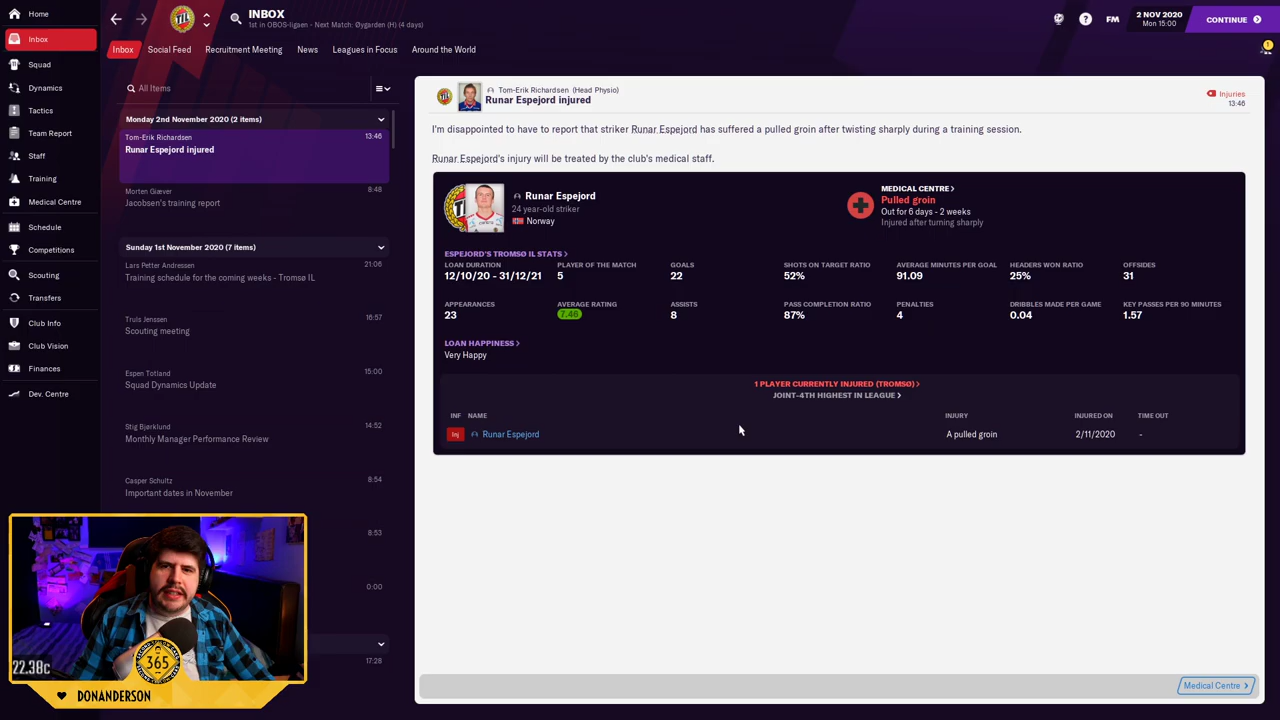 Home
Inbox
Squad
Dynamics
Tactics
Team Report
Staff
Training
Medical Centre
Schedule
Competitions
Scouting
Transfers
Club Info
Club Vision
Finances
Dev. Centre
INBOX
1st in OBOS-ligaen - Next Match: Øygarden (H) (4 days)
FM
2 NOV 2020
Mon 15:00
CONTINUE
Inbox
Social Feed
Recruitment Meeting
News
Leagues in Focus
Around the World
All Items
Monday 2nd November 2020 (2 items)
Tom-Erik Richardsen
13:46
Runar Espejord injured
Morten Giæver
8:48
Jacobsen's training report
Sunday 1st November 2020 (7 items)
Lars Petter Andressen
21:06
Training schedule for the coming weeks - Tromsø IL
Truls Jenssen
16:57
Scouting meeting
Espen Totland
15:00
Squad Dynamics Update
Stig Bjørklund
14:52
Monthly Manager Performance Review
Casper Schultz
8:54
Important dates in November
8:53
0:00
17:28
Tom-Erik Richardsen (Head Physio)
Runar Espejord injured
Injuries
13:46
I'm disappointed to have to report that striker Runar Espejord has suffered a pulled groin after twisting sharply during a training session.
Runar Espejord's injury will be treated by the club's medical staff.
Runar Espejord
24 year-old striker
Norway
MEDICAL CENTRE
Pulled groin
Out for 6 days - 2 weeks
Injured after turning sharply
ESPEJORD'S TROMSØ IL STATS
LOAN DURATION
12/10/20 - 31/12/21
PLAYER OF THE MATCH
5
GOALS
22
SHOTS ON TARGET RATIO
52%
AVERAGE MINUTES PER GOAL
91.09
HEADERS WON RATIO
25%
OFFSIDES
31
APPEARANCES
23
AVERAGE RATING
7.46
ASSISTS
8
PASS COMPLETION RATIO
87%
PENALTIES
4
DRIBBLES MADE PER GAME
0.04
KEY PASSES PER 90 MINUTES
1.57
LOAN HAPPINESS
Very Happy
1 PLAYER CURRENTLY INJURED (TROMSØ)
JOINT-4TH HIGHEST IN LEAGUE
INF NAME INJURY INJURED ON TIME OUT
Inj Runar Espejord A pulled groin 2/11/2020 -
Medical Centre
22.38c
365
DONANDERSON